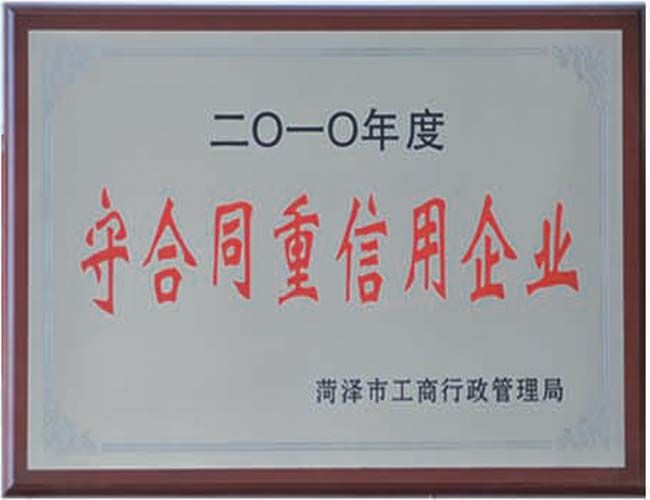 二〇一〇年度
守合同重信用企业
菏泽市工商行政管理局